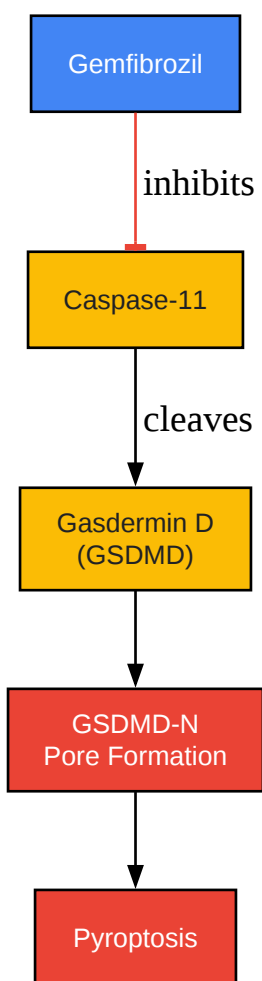 Gemfibrozil
inhibits
Caspase-11
cleaves
Gasdermin D
(GSDMD)
GSDMD-N
Pore Formation
Pyroptosis